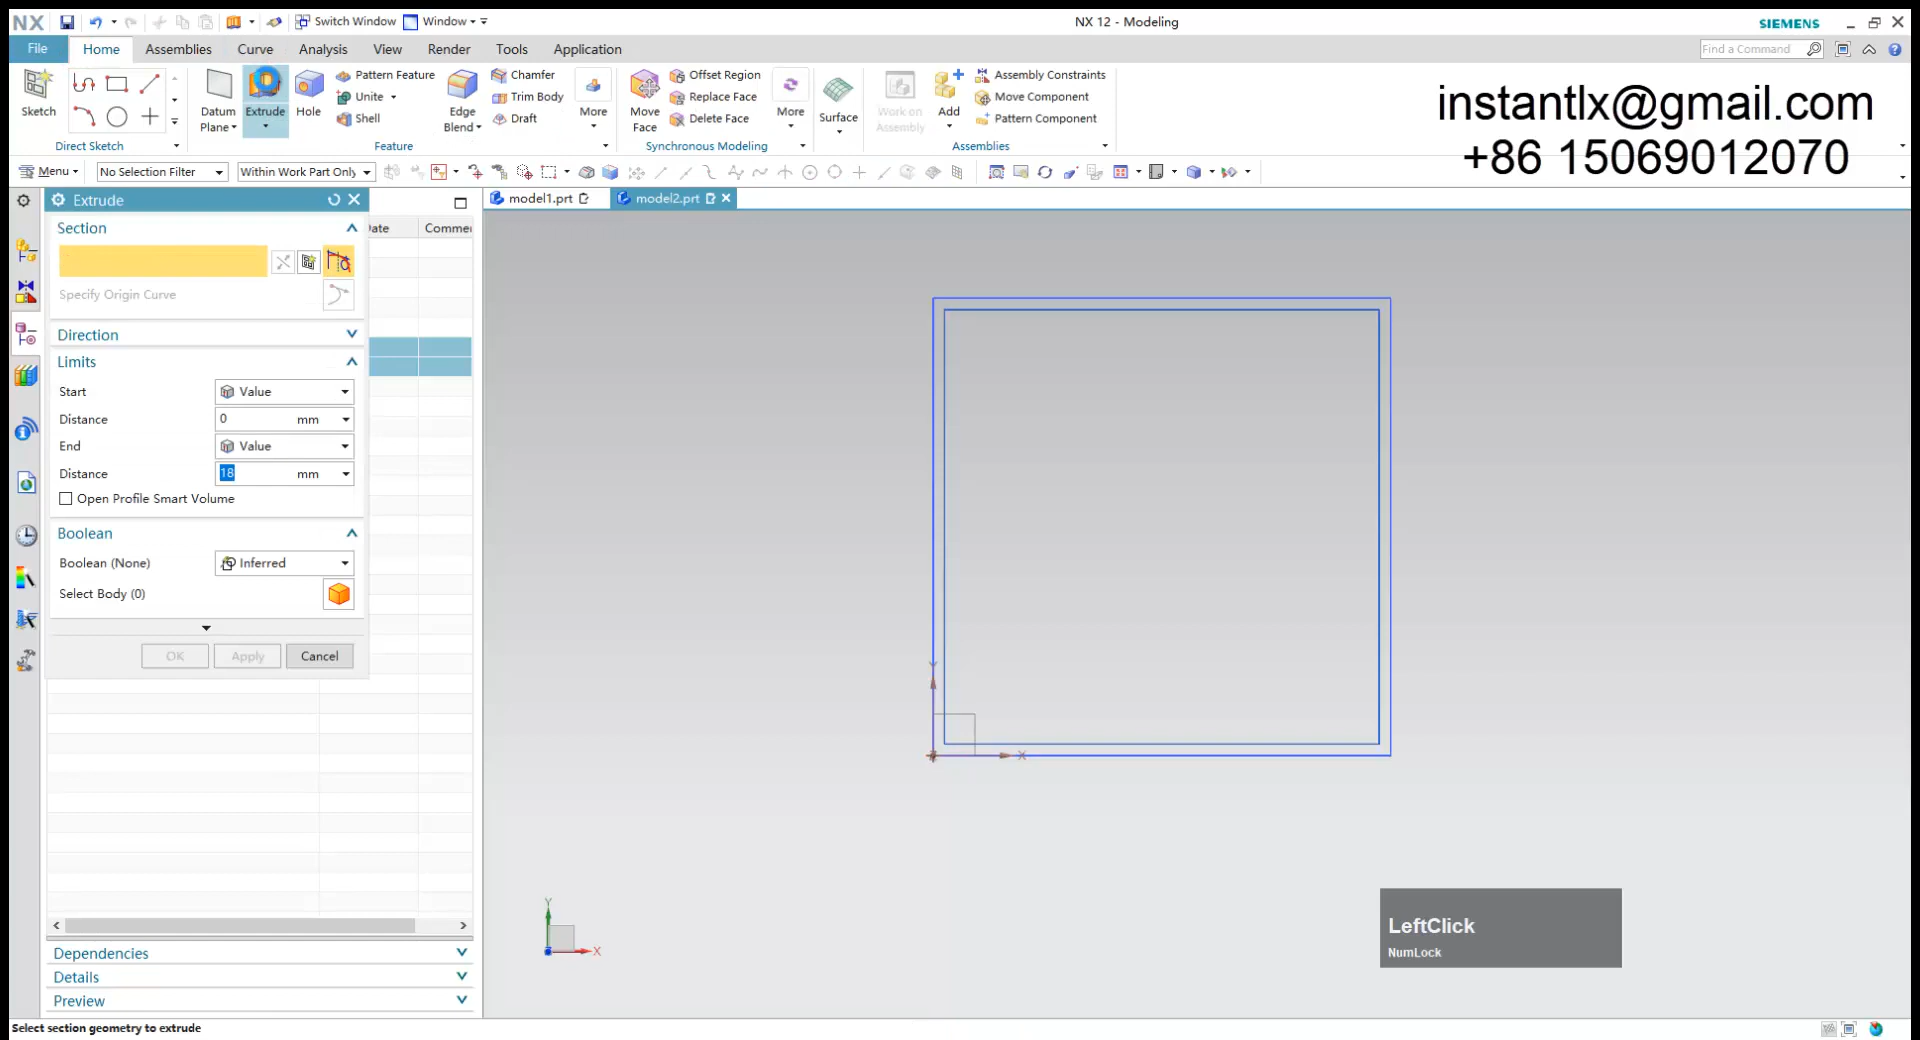 NX
Switch Window
Window
NX 12 - Modeling
SIEMENS
File
Home
Assemblies
Curve
Analysis
View
Render
Tools
Application
Find a Command
Sketch
Direct Sketch
Datum
Plane
Extrude
Hole
Pattern Feature
Unite
Shell
Edge
Blend
Chamfer
Trim Body
Draft
More
Feature
Move
Face
Offset Region
Replace Face
Delete Face
More
Synchronous Modeling
Surface
Work on
Assembly
Add
Assembly Constraints
Move Component
Pattern Component
Assemblies
instantlx@gmail.com
+86 15069012070
Menu
No Selection Filter
Within Work Part Only
Extrude
model1.prt
model2.prt
Section
Date
Specify Origin Curve
Direction
Limits
Start
Value
Distance
0 mm
End
Value
Distance
18 mm
Open Profile Smart Volume
Boolean
Boolean (None)
Inferred
Select Body (0)
OK
Apply
Cancel
Y
X
Y
X
LeftClick
NumLock
Dependencies
Details
Preview
Select section geometry to extrude